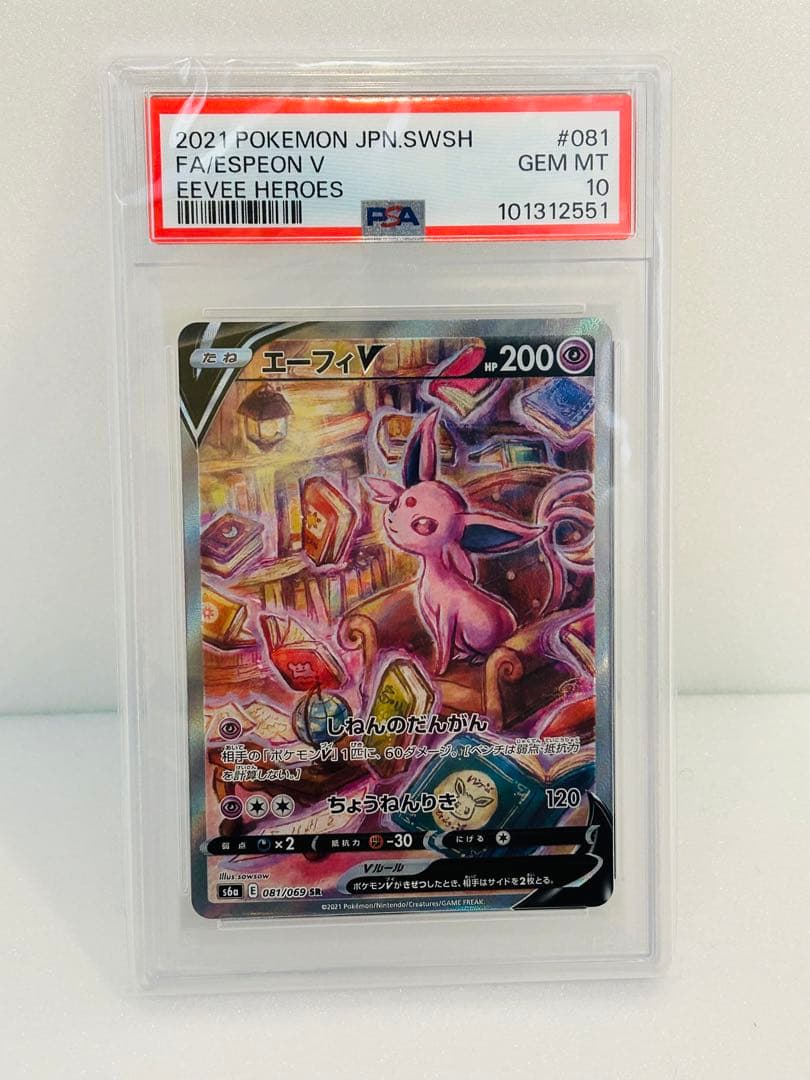 2021 POKEMON JPN.SWSH #081
FA/ESPEON V GEM MT
EEVEE HEROES 10
PSA 101312551
たね エーフィV HP200
しねんのだんがん
相手の「ポケモンV」1匹に、60ダメージ。[ベンチは弱点・抵抗力
を計算しない。]
ちょうねんりき 120
弱点 ×2 抵抗力 -30 にげる
Vルール
ポケモンVがきぜつしたとき、相手はサイドを2枚とる。
Illus. sowsow
s6a E 081/069 SR
©2021 Pokémon/Nintendo/Creatures/GAME FREAK.